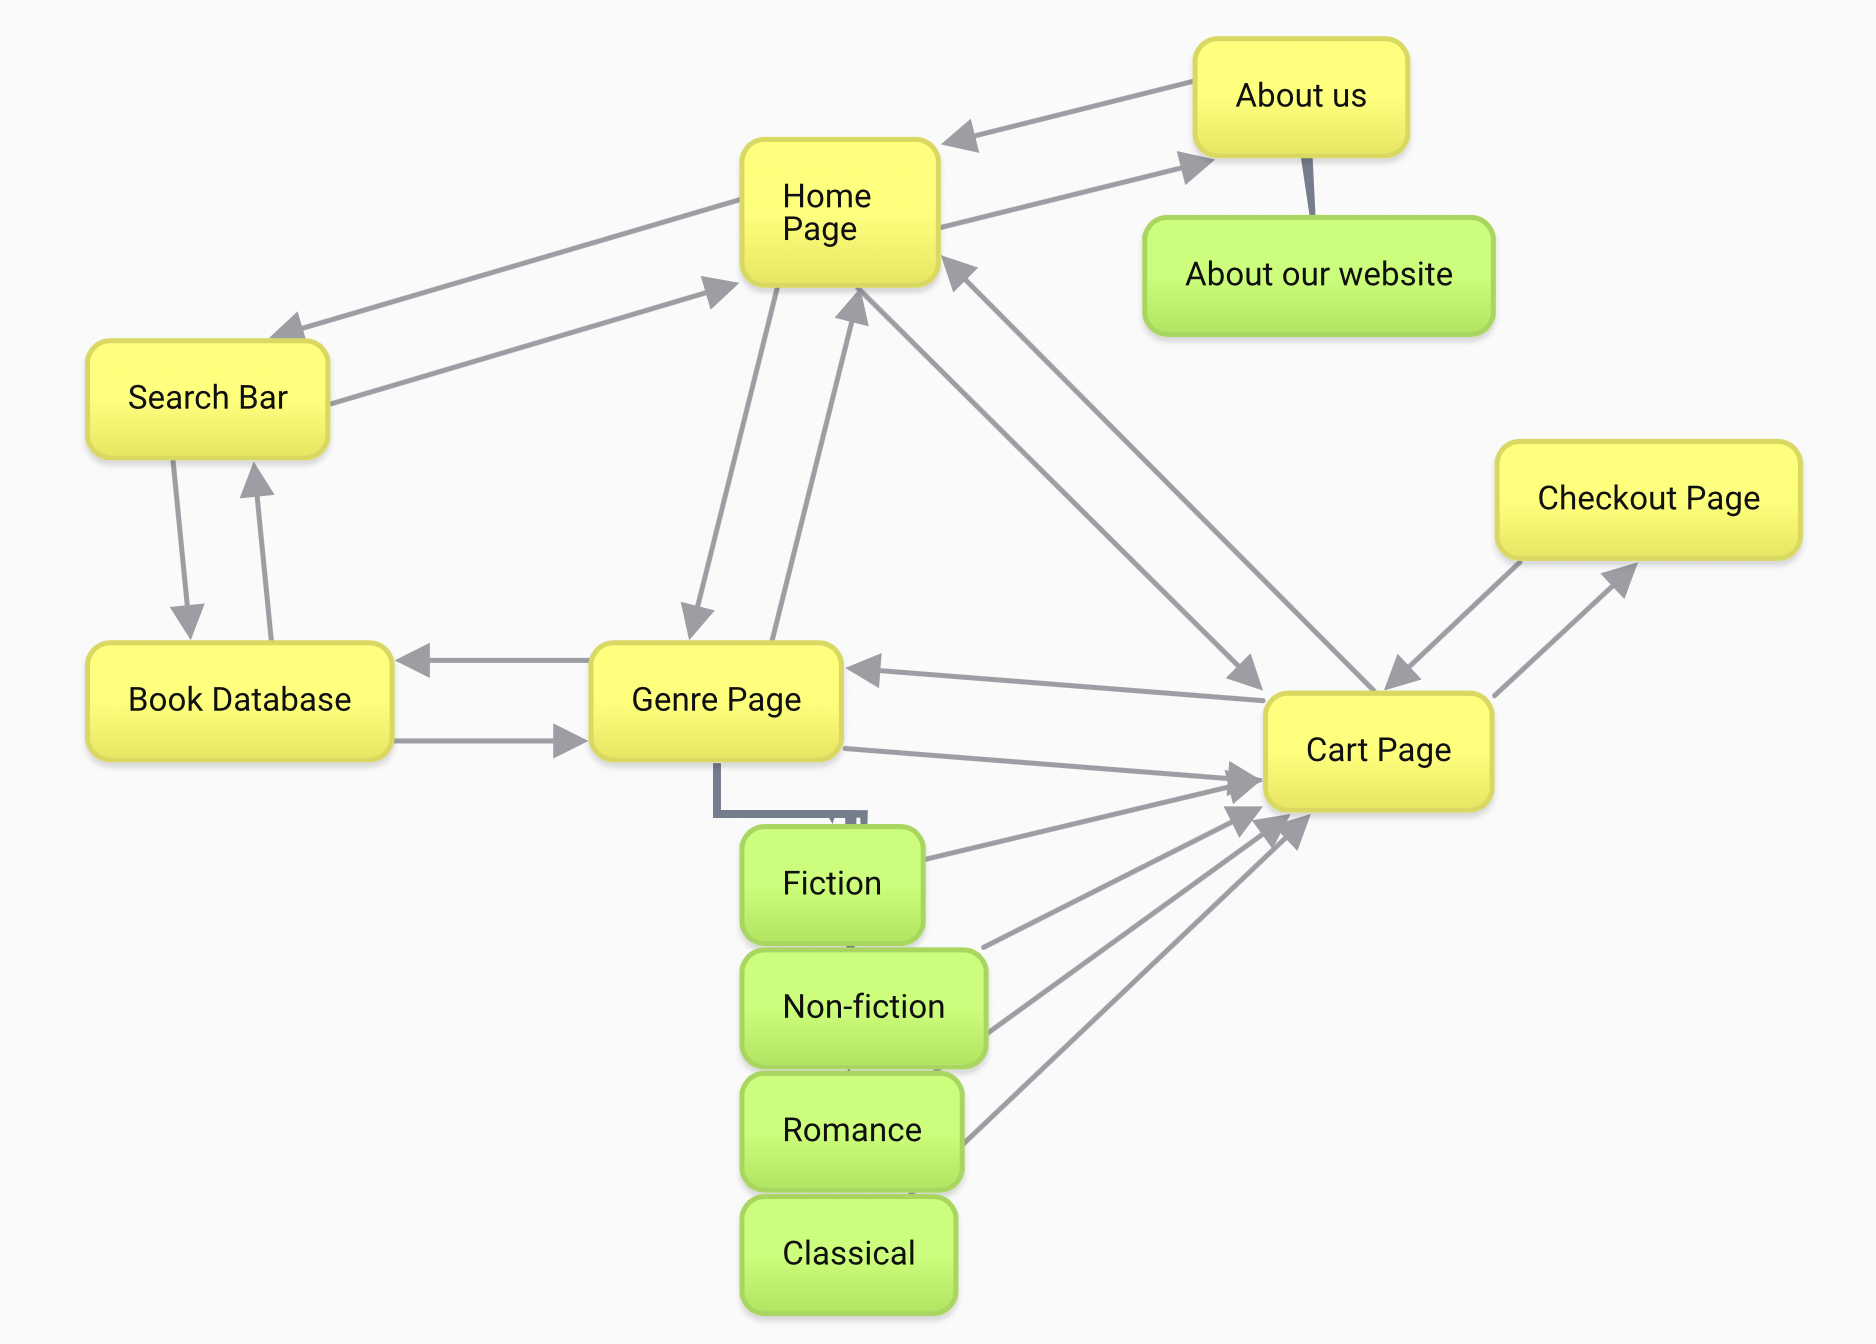 About us
Home
Page
About our website
Search Bar
Checkout Page
Book Database
Genre Page
Cart Page
Fiction
Non-fiction
Romance
Classical